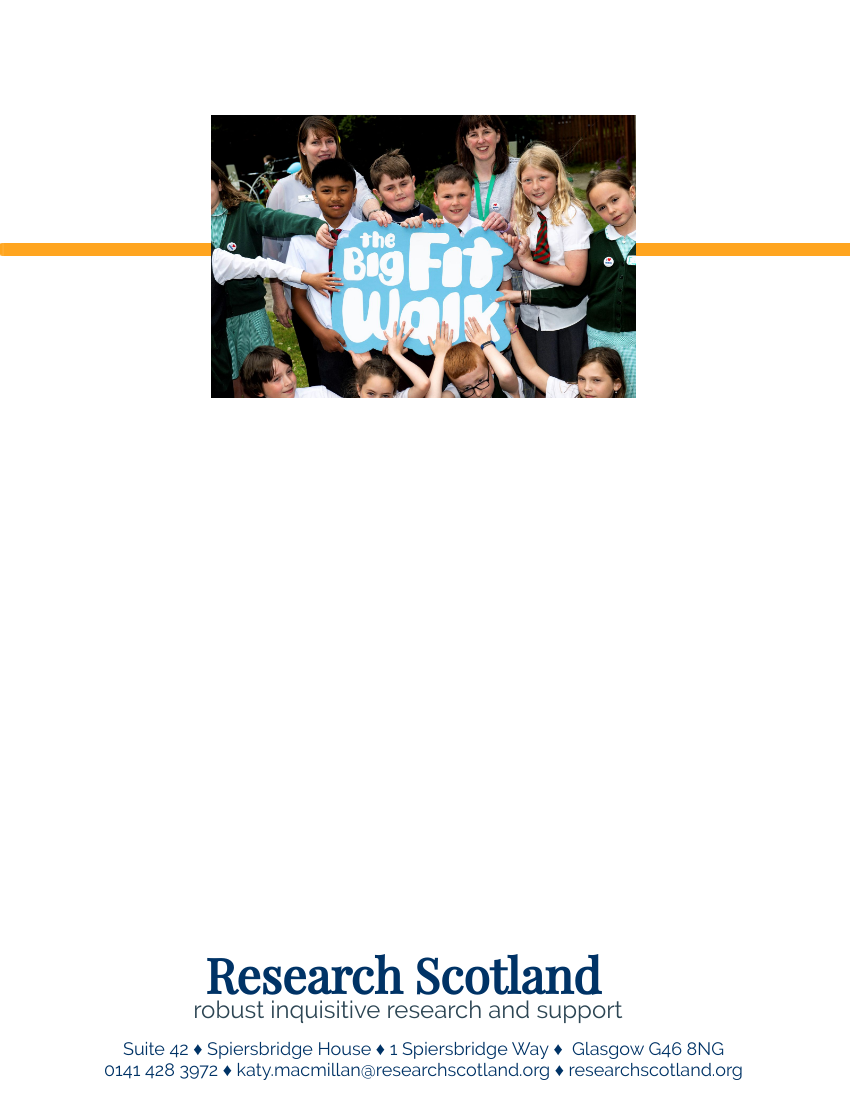 the
Big Fit
Walk
Research Scotland
robust inquisitive research and support
Suite 42 ♦ Spiersbridge House ♦ 1 Spiersbridge Way ♦ Glasgow G46 8NG
0141 428 3972 ♦ katy.macmillan@researchscotland.org ♦ researchscotland.org